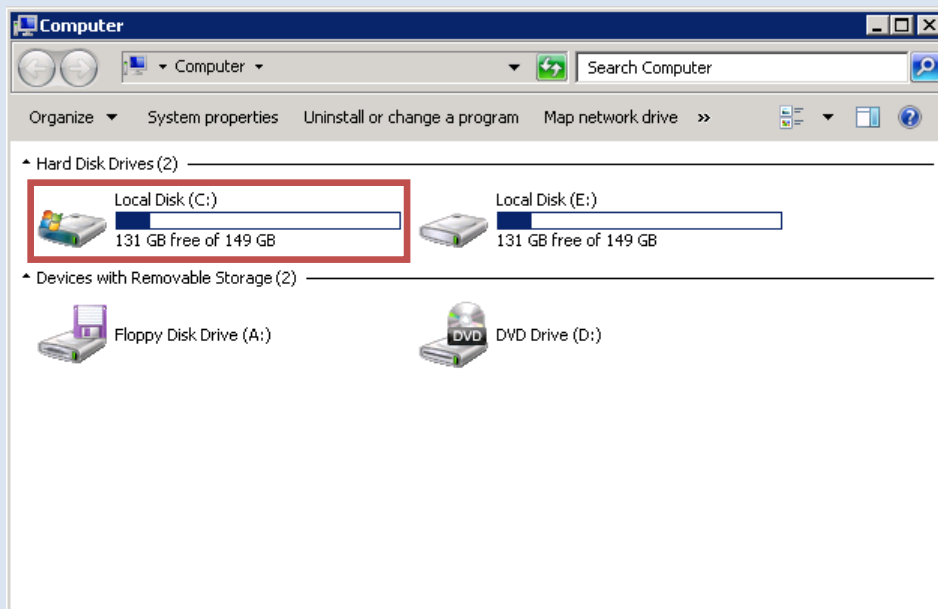 Computer
Computer
Search Computer
Organize System properties Uninstall or change a program Map network drive »
Hard Disk Drives (2)
Local Disk (C:)
131 GB free of 149 GB
Local Disk (E:)
131 GB free of 149 GB
Devices with Removable Storage (2)
Floppy Disk Drive (A:)
DVD
DVD Drive (D:)